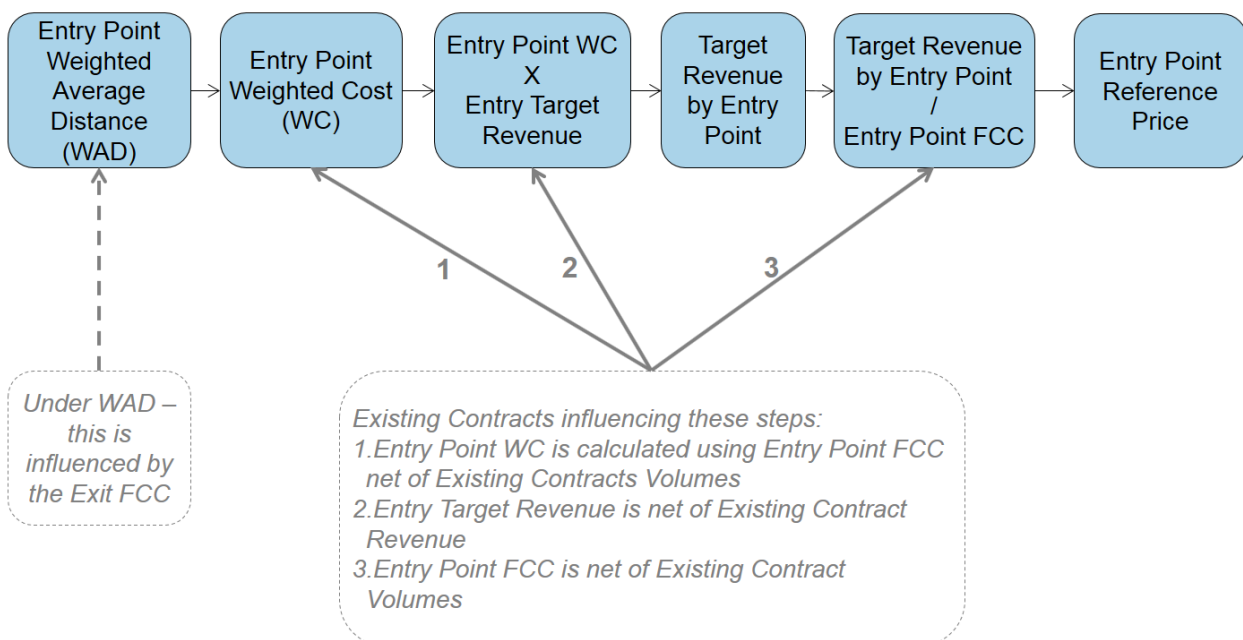 Entry Point
Weighted
Average
Distance
(WAD)
Entry Point
Weighted Cost
(WC)
Entry Point WC
X
Entry Target
Revenue
Target
Revenue
by Entry
Point
Target Revenue
by Entry Point
/
Entry Point FCC
Entry Point
Reference
Price
1
2
3
Under WAD –
this is
influenced by
the Exit FCC
Existing Contracts influencing these steps:
1.Entry Point WC is calculated using Entry Point FCC
net of Existing Contracts Volumes
2.Entry Target Revenue is net of Existing Contract
Revenue
3.Entry Point FCC is net of Existing Contract
Volumes